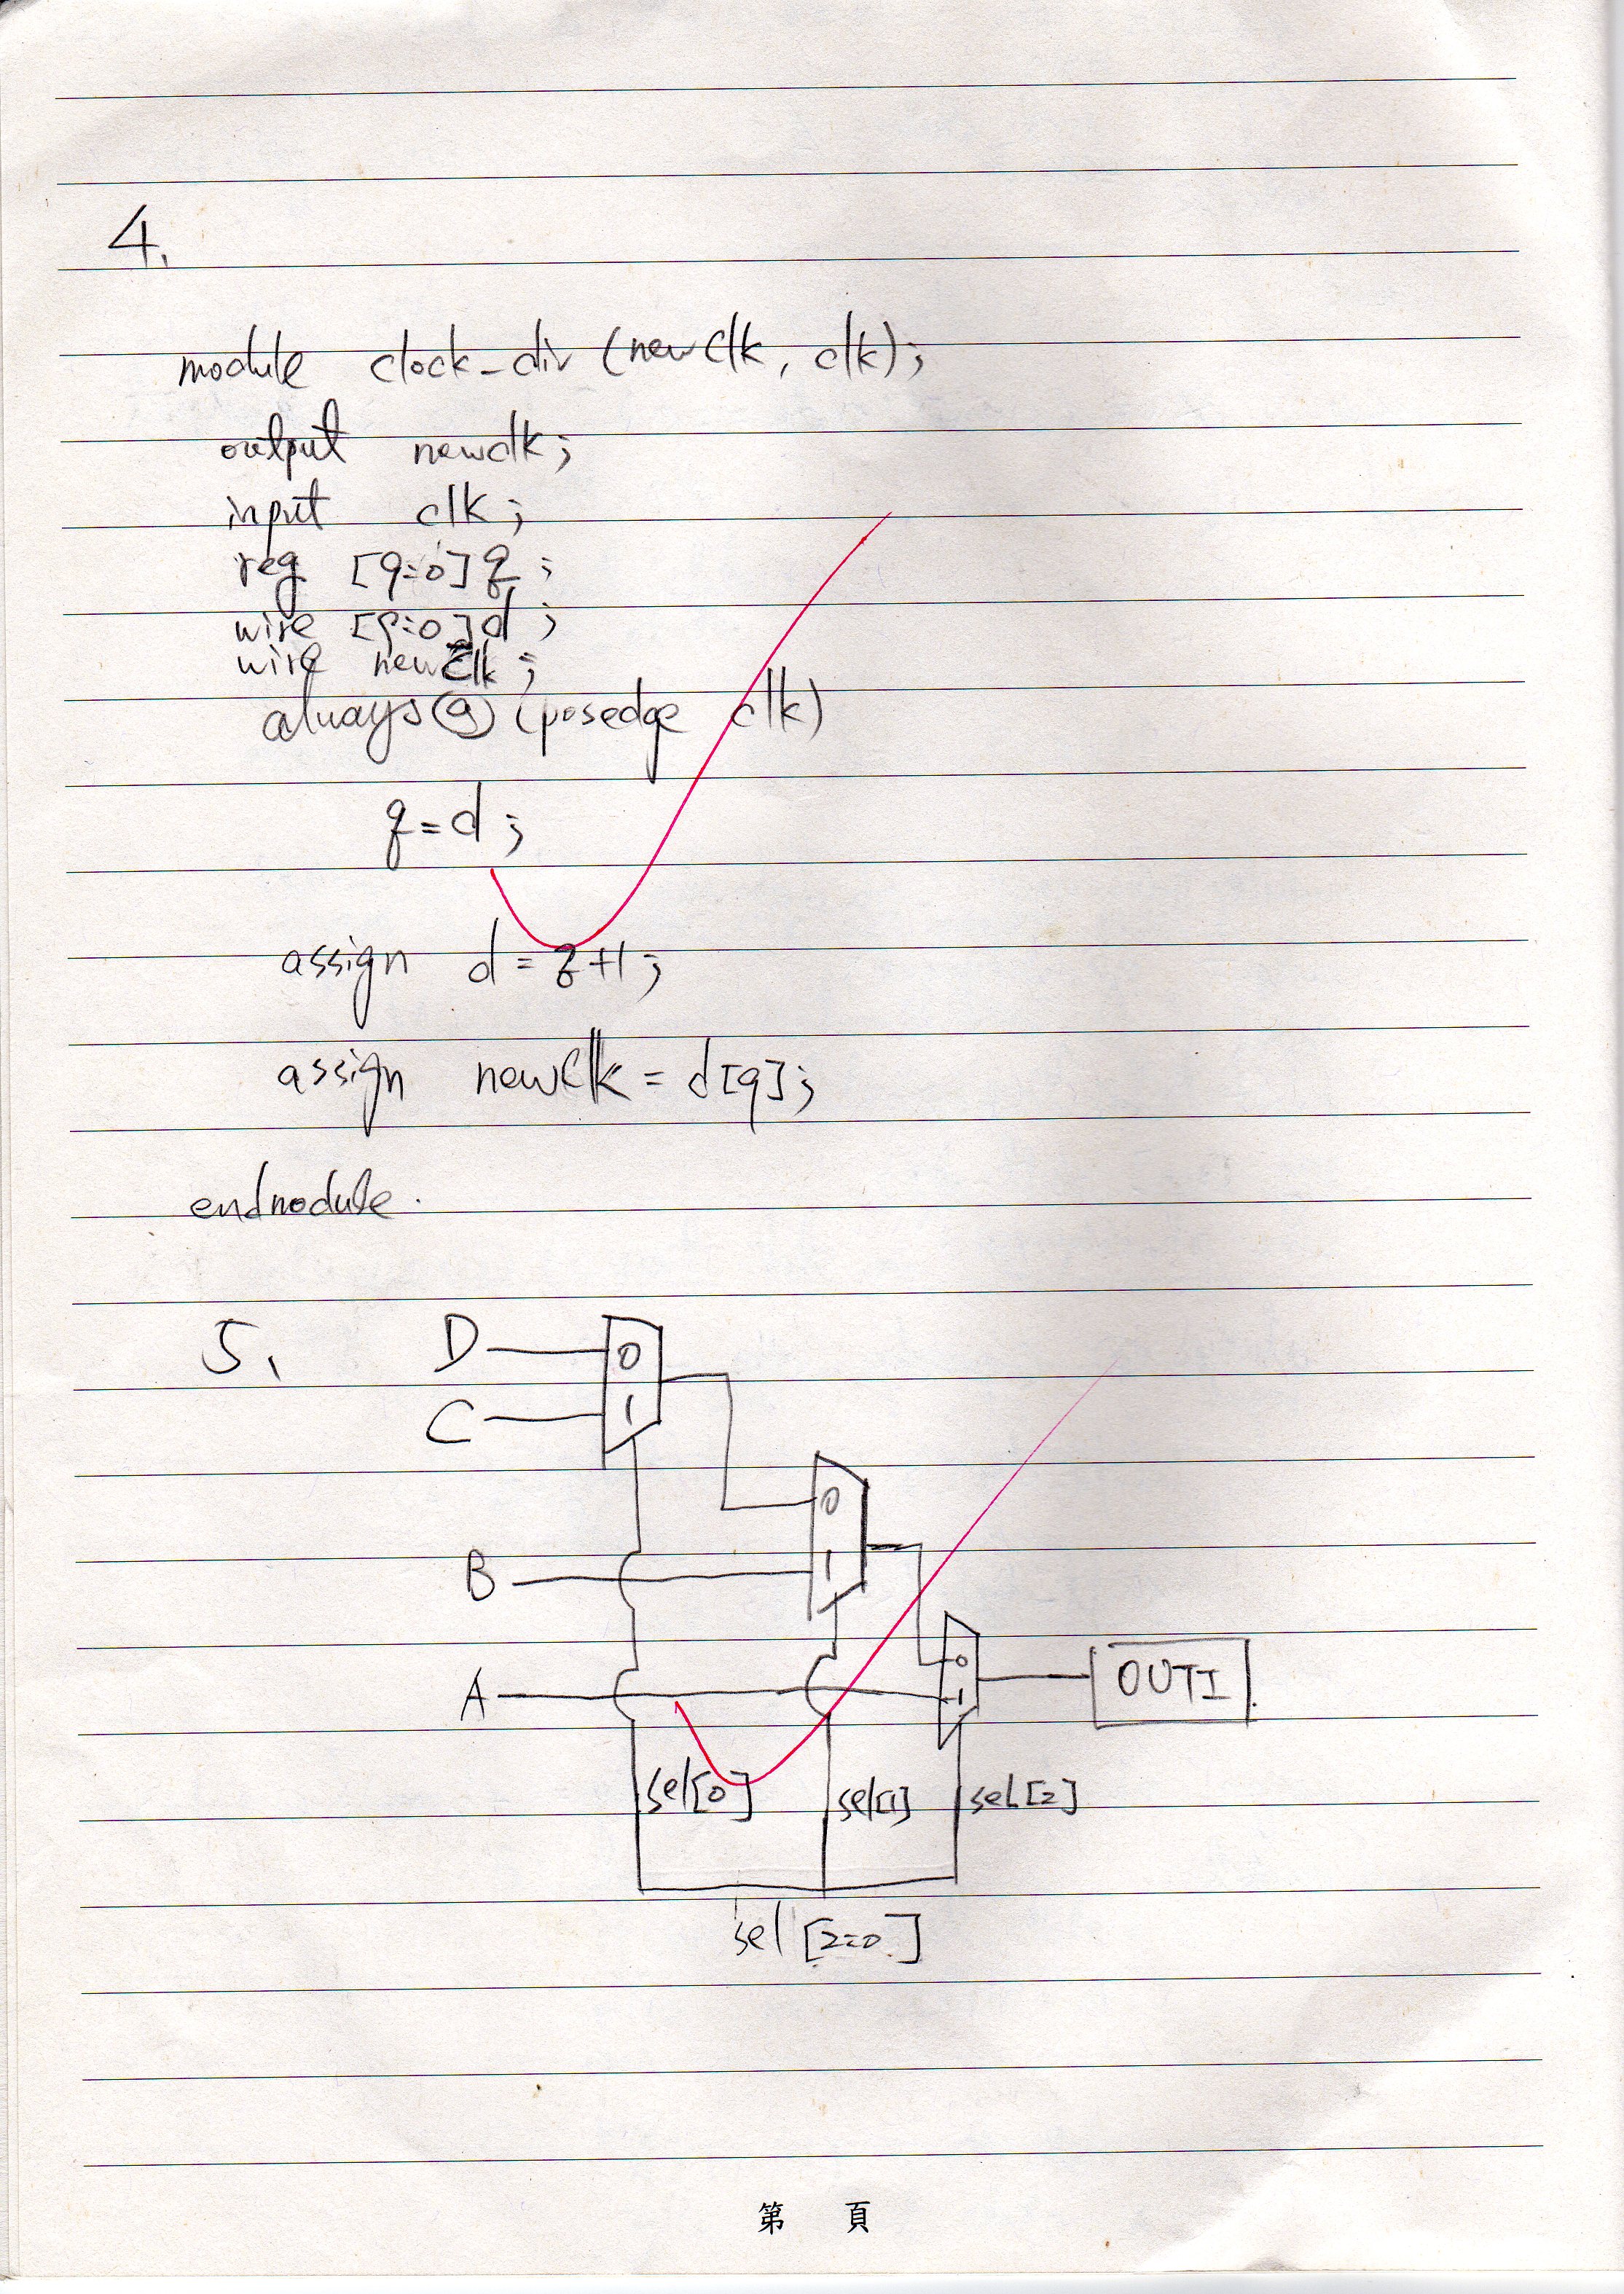 4.
module clock_div (newclk, clk);
output newclk;
input clk;
reg [9:0] q;
wire [9:0] d;
wire newclk;
always@ (posedge clk)
q=d;
assign d=q+1;
assign newclk = d[9];
endmodule.
5.
D 0
C 1
0
B 1
0
A 1 OUT1
sel[0] sel[1] sel[2]
sel [2:0]
第 頁